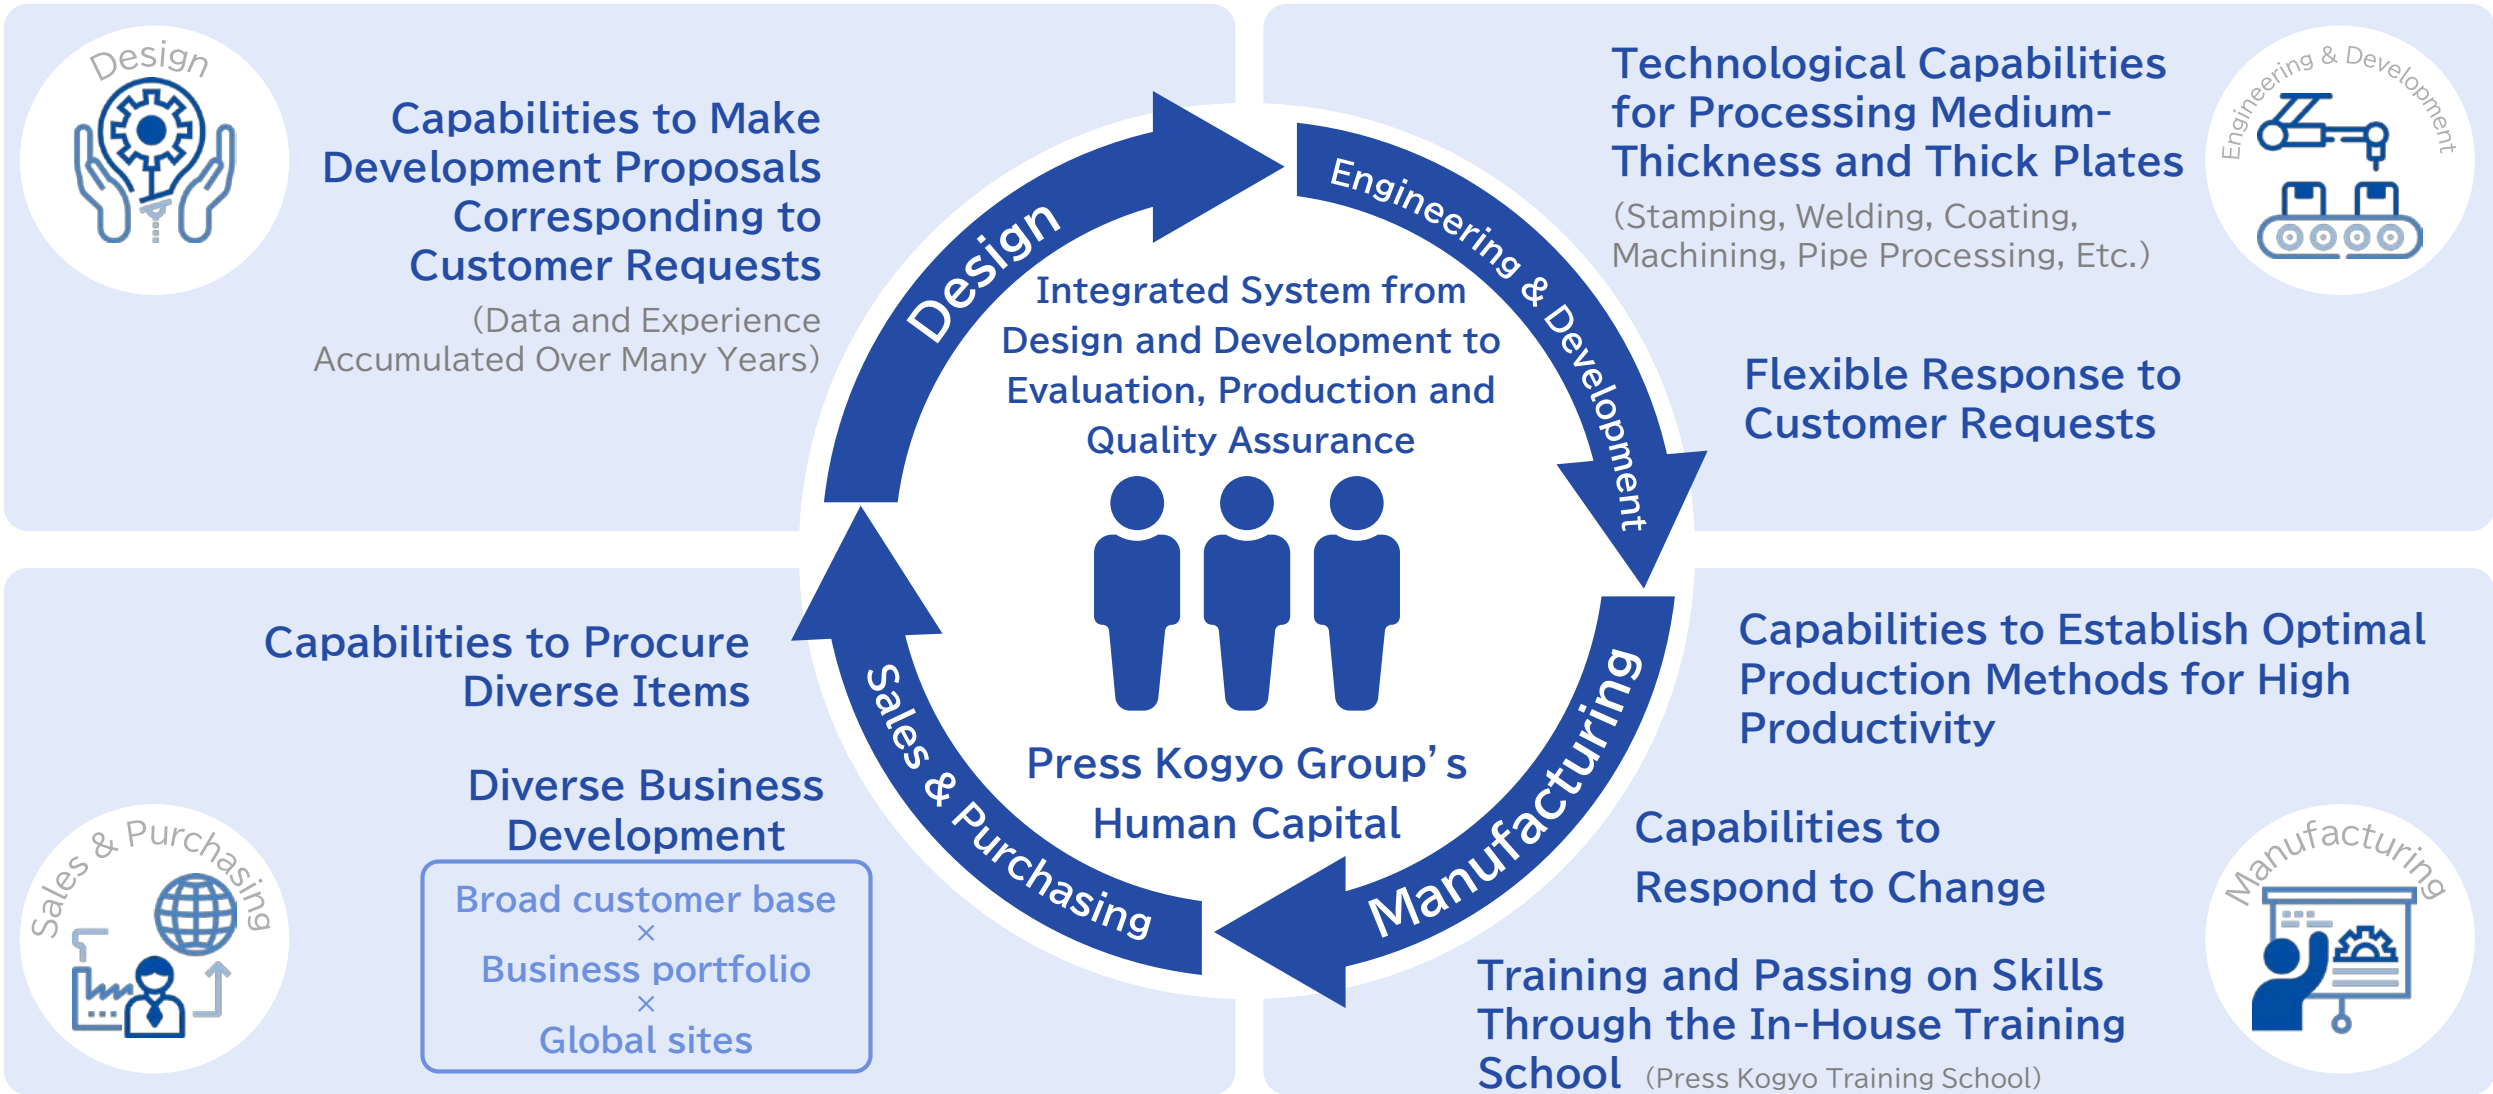 Design
Capabilities to Make
Development Proposals
Corresponding to
Customer Requests
(Data and Experience
Accumulated Over Many Years)
Technological Capabilities
for Processing Medium-
Thickness and Thick Plates
(Stamping, Welding, Coating,
Machining, Pipe Processing, Etc.)
Flexible Response to
Customer Requests
Engineering & Development
Design
Engineering & Development
Manufacturing
Sales & Purchasing
Integrated System from
Design and Development to
Evaluation, Production and
Quality Assurance
Press Kogyo Group's
Human Capital
Capabilities to Procure
Diverse Items
Diverse Business
Development
Broad customer base
×
Business portfolio
×
Global sites
Sales & Purchasing
Capabilities to Establish Optimal
Production Methods for High
Productivity
Capabilities to
Respond to Change
Training and Passing on Skills
Through the In-House Training
School (Press Kogyo Training School)
Manufacturing